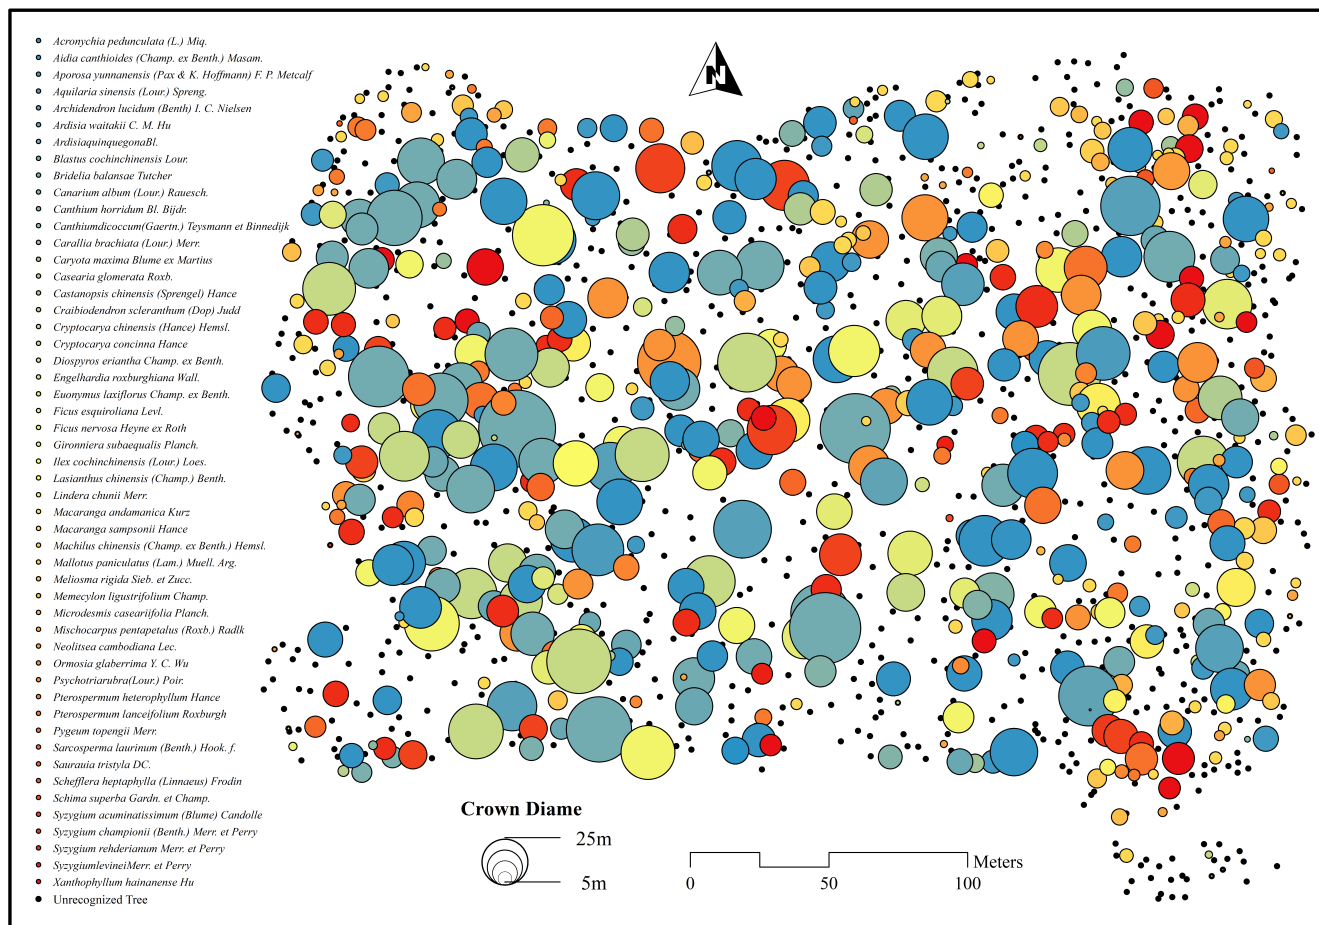 Acronychia pedunculata (L.) Miq.
Aidia canthioides (Champ. ex Benth.) Masam.
Aporosa yunnanensis (Pax & K. Hoffmann) F. P. Metcalf
Aquilaria sinensis (Lour.) Spreng.
Archidendron lucidum (Benth) I. C. Nielsen
Ardisia waitakii C. M. Hu
ArdisiaquinquegonaBl.
Blastus cochinchinensis Lour.
Bridelia balansae Tutcher
Canarium album (Lour.) Rauesch.
Canthium horridum Bl. Bijdr.
Canthiumdicoccum(Gaertn.) Teysmann et Binnedijk
Carallia brachiata (Lour.) Merr.
Caryota maxima Blume ex Martius
Casearia glomerata Roxb.
Castanopsis chinensis (Sprengel) Hance
Craibiodendron scleranthum (Dop) Judd
Cryptocarya chinensis (Hance) Hemsl.
Cryptocarya concinna Hance
Diospyros eriantha Champ. ex Benth.
Engelhardia roxburghiana Wall.
Euonymus laxiflorus Champ. ex Benth.
Ficus esquiroliana Levl.
Ficus nervosa Heyne ex Roth
Gironniera subaequalis Planch.
Ilex cochinchinensis (Lour.) Loes.
Lasianthus chinensis (Champ.) Benth.
Lindera chunii Merr.
Macaranga andamanica Kurz
Macaranga sampsonii Hance
Machilus chinensis (Champ. ex Benth.) Hemsl.
Mallotus paniculatus (Lam.) Muell. Arg.
Meliosma rigida Sieb. et Zucc.
Memecylon ligustrifolium Champ.
Microdesmis caseariifolia Planch.
Mischocarpus pentapetalus (Roxb.) Radlk
Neolitsea cambodiana Lec.
Ormosia glaberrima Y. C. Wu
Psychotriarubra(Lour.) Poir.
Pterospermum heterophyllum Hance
Pterospermum lanceifolium Roxburgh
Pygeum topengii Merr.
Sarcosperma laurinum (Benth.) Hook. f.
Saurauia tristyla DC.
Schefflera heptaphylla (Linnaeus) Frodin
Schima superba Gardn. et Champ.
Syzygium acuminatissimum (Blume) Candolle
Syzygium championii (Benth.) Merr. et Perry
Syzygium rehderianum Merr. et Perry
SyzygiumlevineiMerr. et Perry
Xanthophyllum hainanense Hu
Unrecognized Tree
N
Crown Diame
25m
5m
Meters
0 50 100